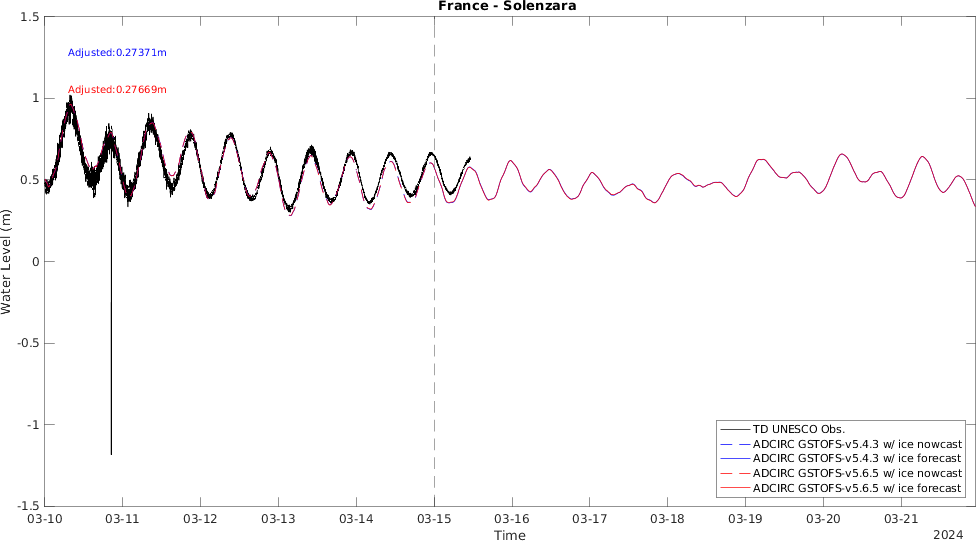 France - Solenzara
1.5
Adjusted:0.27371m
Adjusted:0.27669m
1
0.5
0
-0.5
-1
-1.5
Water Level (m)
TD UNESCO Obs.
ADCIRC GSTOFS-v5.4.3 w/ ice nowcast
ADCIRC GSTOFS-v5.4.3 w/ ice forecast
ADCIRC GSTOFS-v5.6.5 w/ ice nowcast
ADCIRC GSTOFS-v5.6.5 w/ ice forecast
03-10 03-11 03-12 03-13 03-14 03-15 03-16 03-17 03-18 03-19 03-20 03-21
Time
2024